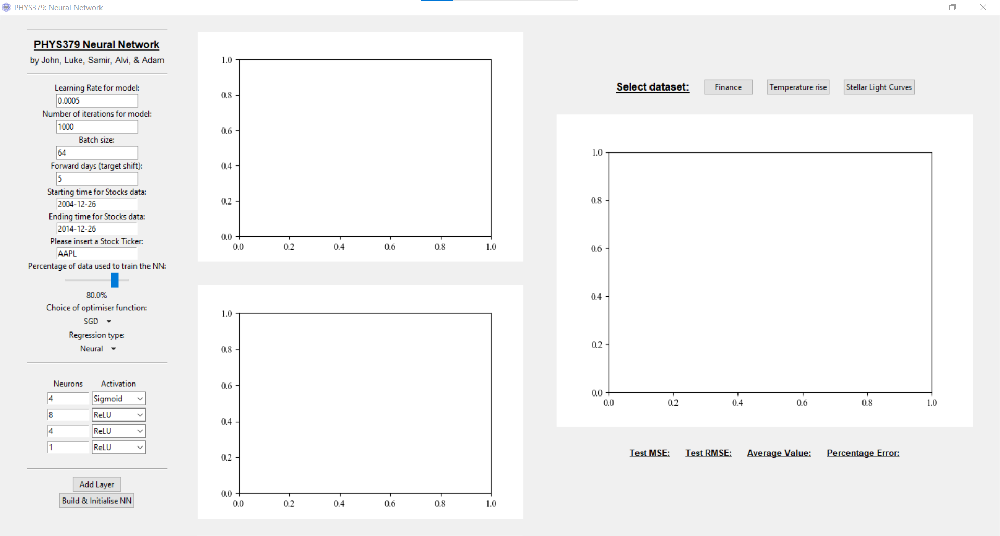 PHYS379: Neural Network
PHYS379 Neural Network
by John, Luke, Samir, Alvi, & Adam
Learning Rate for model:
0.0005
Number of iterations for model:
1000
Batch size:
64
Forward days (target shift):
5
Starting time for Stocks data:
2004-12-26
Ending time for Stocks data:
2014-12-26
Please insert a Stock Ticker:
AAPL
Percentage of data used to train the NN:
80.0%
Choice of optimiser function:
SGD
Regression type:
Neural
Neurons Activation
4 Sigmoid
8 ReLU
4 ReLU
1 ReLU
Add Layer
Build & Initialise NN
1.0
0.8
0.6
0.4
0.2
0.0
0.0 0.2 0.4 0.6 0.8 1.0
1.0
0.8
0.6
0.4
0.2
0.0
0.0 0.2 0.4 0.6 0.8 1.0
Select dataset: Finance Temperature rise Stellar Light Curves
1.0
0.8
0.6
0.4
0.2
0.0
0.0 0.2 0.4 0.6 0.8 1.0
Test MSE: Test RMSE: Average Value: Percentage Error: